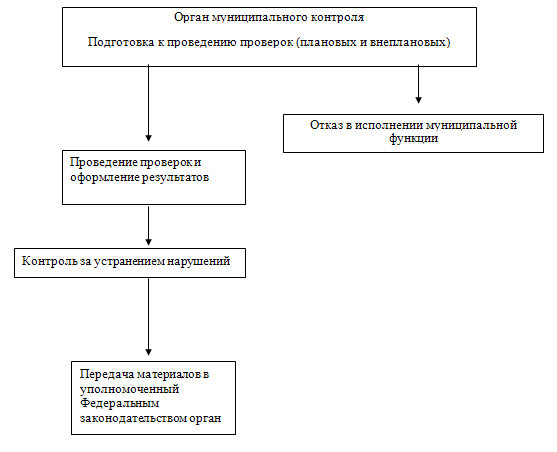 Орган муниципального контроля
Подготовка к проведению проверок (плановых и внеплановых)
Отказ в исполнении муниципальной
функции
Проведение проверок и
оформление результатов
Контроль за устранением нарушений
Передача материалов в
уполномоченный
Федеральным
законодательством орган